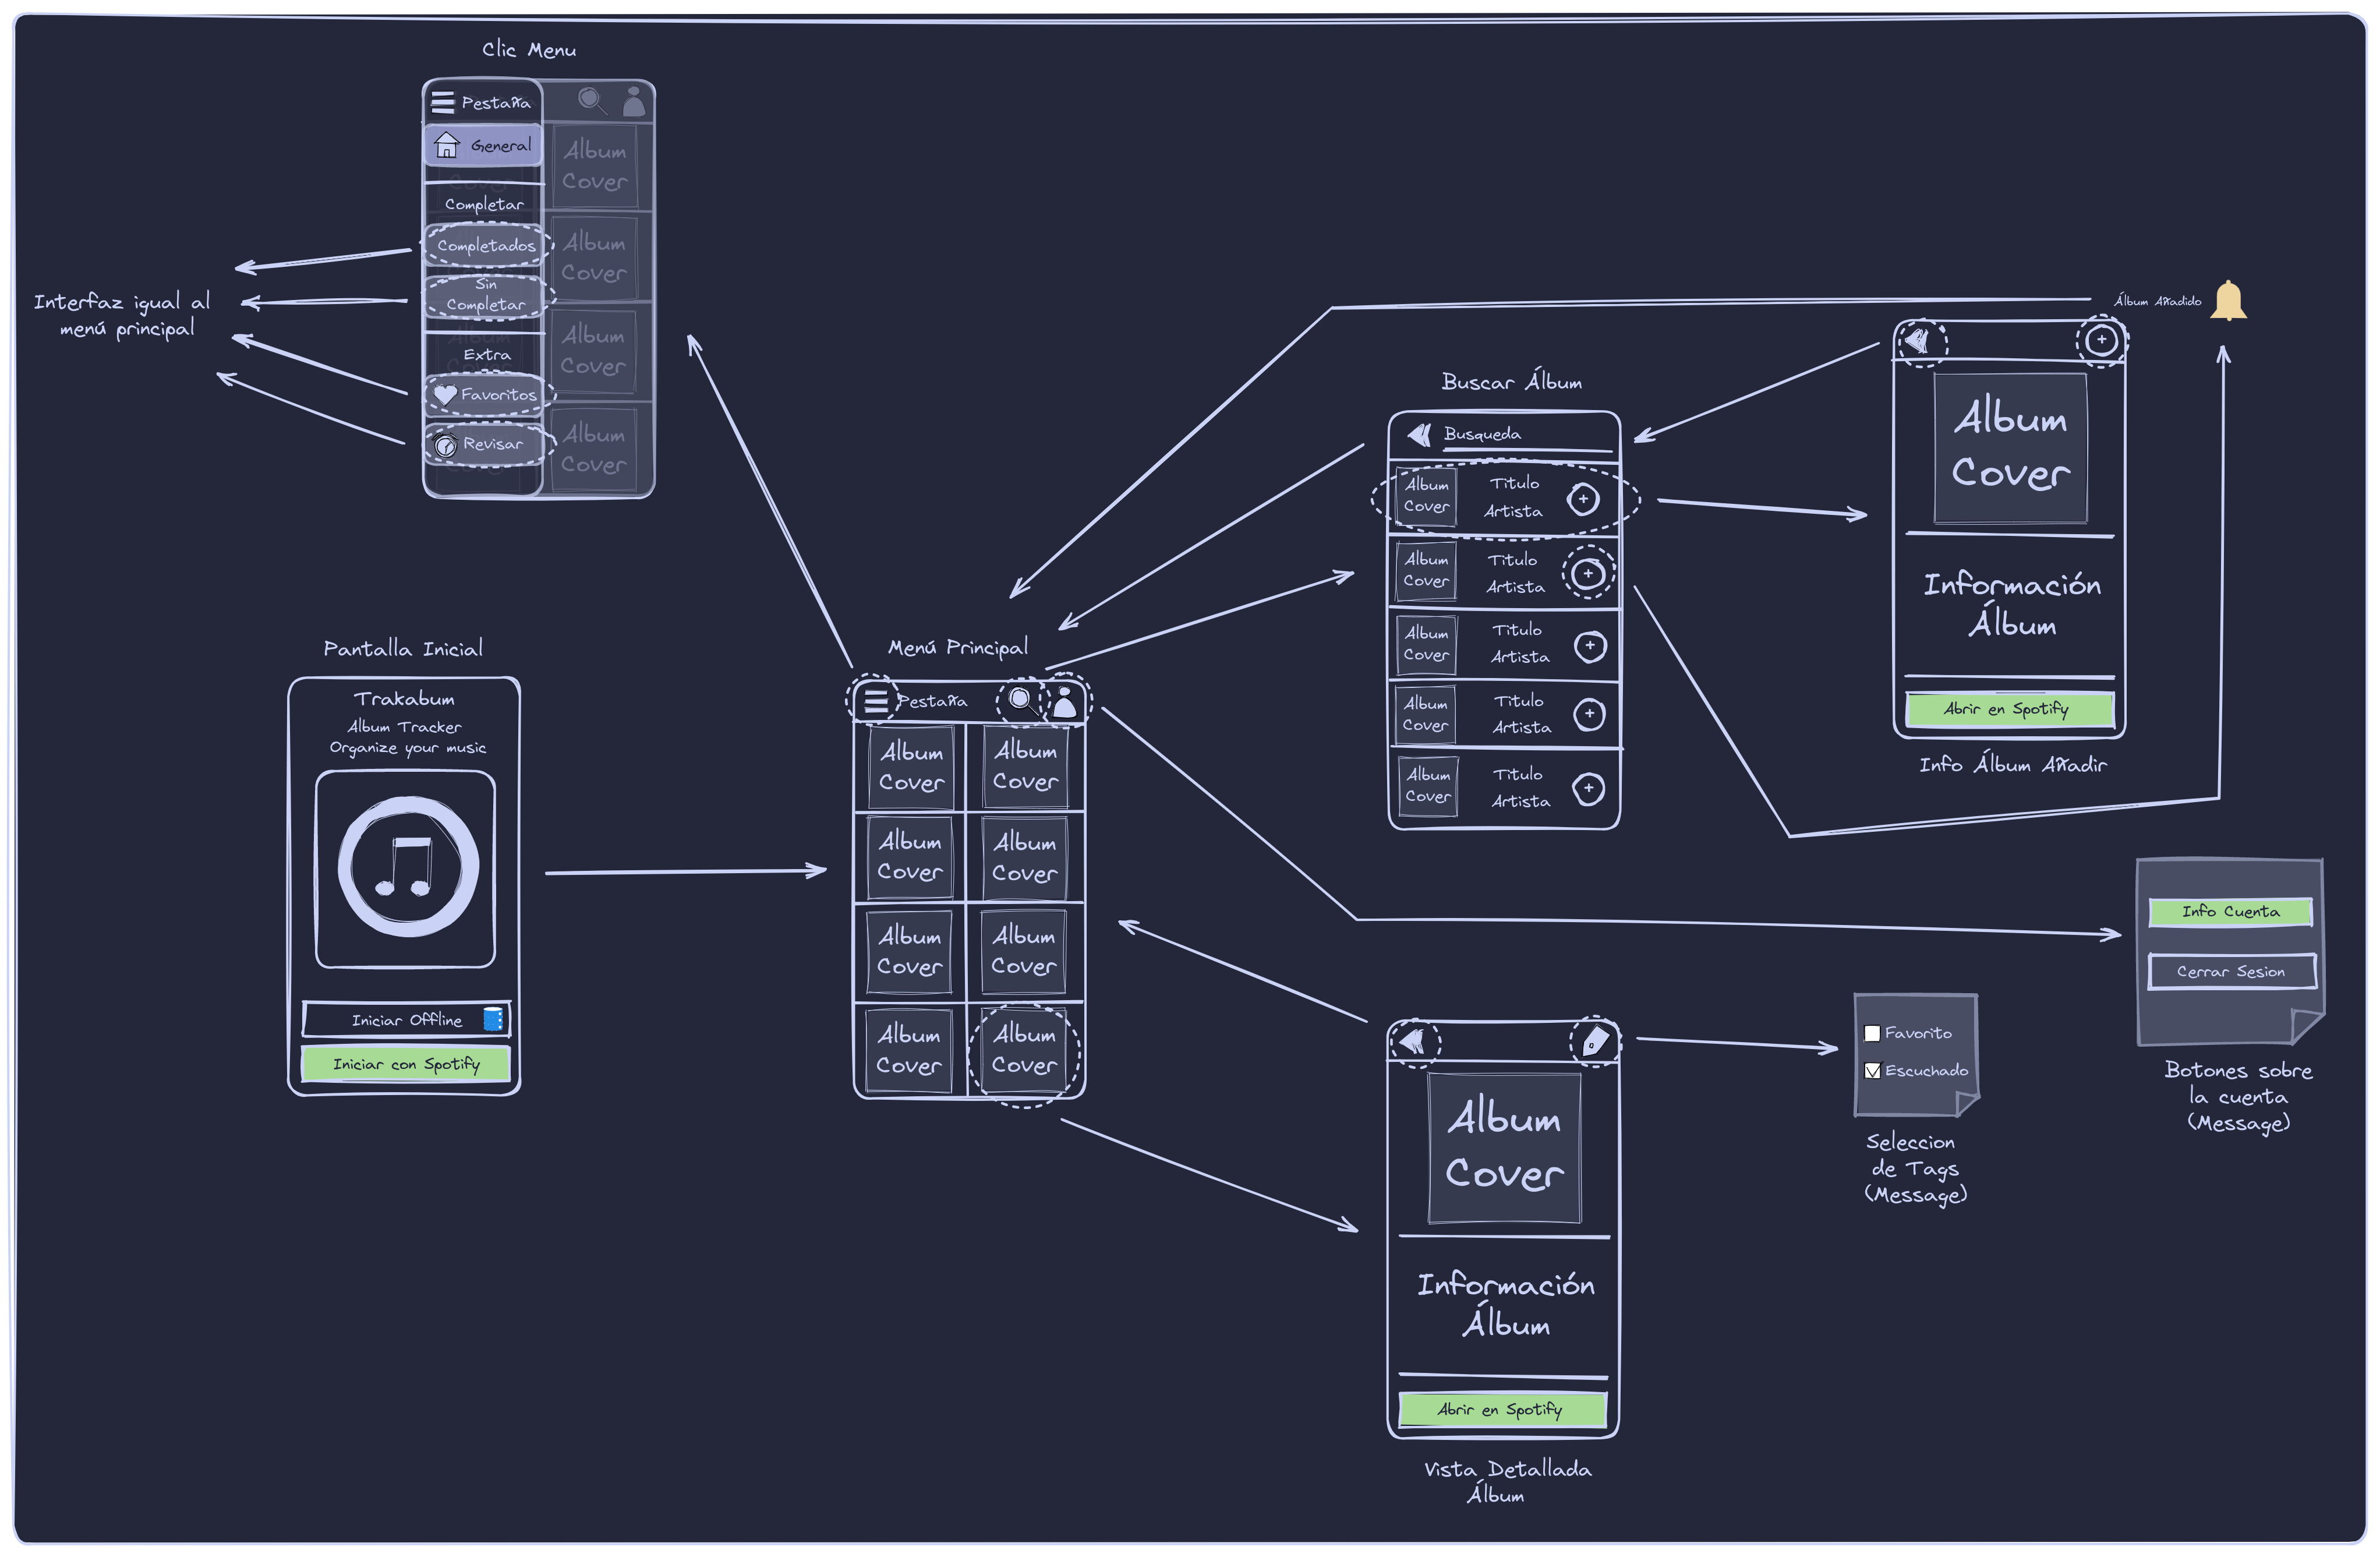 Clic Menu
Pestaña
General
Completar
Completados
Sin
Completar
Extra
Favoritos
Revisar
Album
Cover
Album
Cover
Album
Cover
Album
Cover
Interfaz igual al
menú principal
Pantalla Inicial
Trakabum
Album Tracker
Organize your music
Iniciar Offline
Iniciar con Spotify
Menú Principal
Pestaña
Album
Cover
Album
Cover
Album
Cover
Album
Cover
Album
Cover
Album
Cover
Album
Cover
Album
Cover
Buscar Álbum
Busqueda
Album
Cover
Titulo
Artista
+
Album
Cover
Titulo
Artista
+
Album
Cover
Titulo
Artista
+
Album
Cover
Titulo
Artista
+
Album
Cover
Titulo
Artista
+
Álbum Añadido
+
Album
Cover
Información
Álbum
Abrir en Spotify
Info Álbum Añadir
Info Cuenta
Cerrar Sesion
Botones sobre
la cuenta
(Message)
Favorito
Escuchado
Seleccion
de Tags
(Message)
Album
Cover
Información
Álbum
Abrir en Spotify
Vista Detallada
Álbum